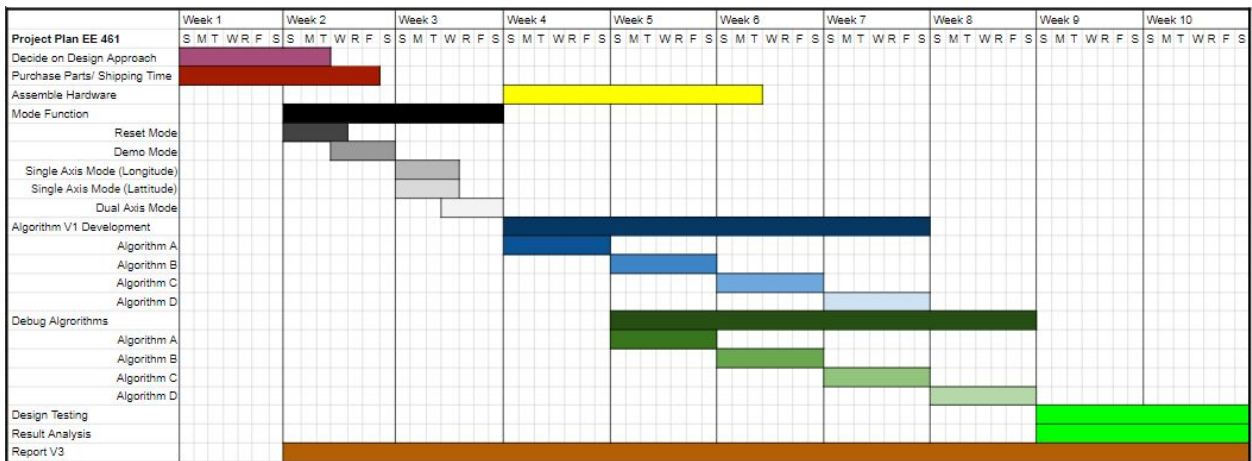 Week 1 Week 2 Week 3 Week 4 Week 5 Week 6 Week 7 Week 8 Week 9 Week 10
Project Plan EE 461 S M T W R F S S M T W R F S S M T W R F S S M T W R F S S M T W R F S S M T W R F S S M T W R F S S M T W R F S S M T W R F S S M T W R F S
Decide on Design Approach
Purchase Parts/ Shipping Time
Assemble Hardware
Mode Function
Reset Mode
Demo Mode
Single Axis Mode (Longitude)
Single Axis Mode (Lattitude)
Dual Axis Mode
Algorithm V1 Development
Algorithm A
Algorithm B
Algorithm C
Algorithm D
Debug Algrorithms
Algorithm A
Algorithm B
Algorithm C
Algorithm D
Design Testing
Result Analysis
Report V3